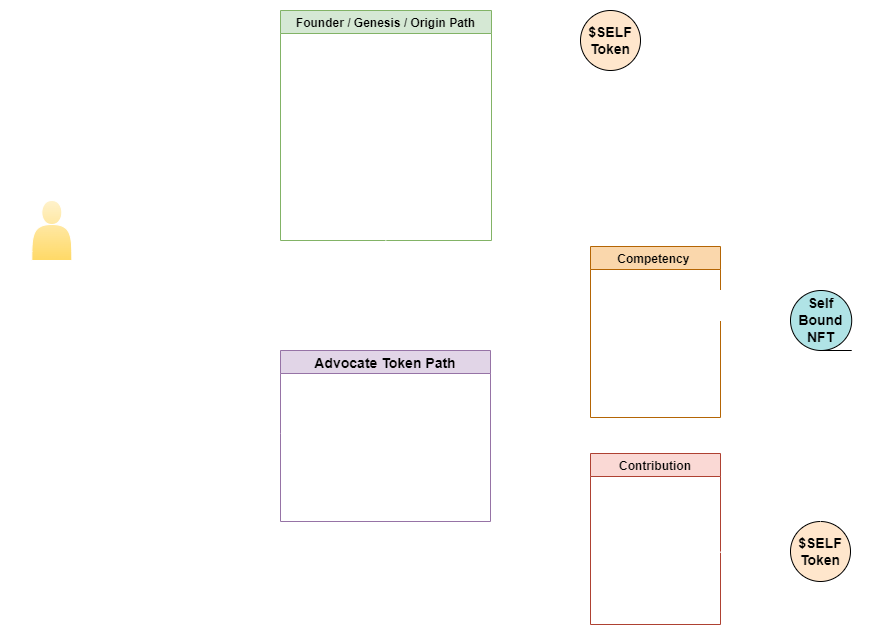 Founder / Genesis / Origin Path
$SELF
Token
Competency
Self
Bound
NFT
Advocate Token Path
Contribution
$SELF
Token